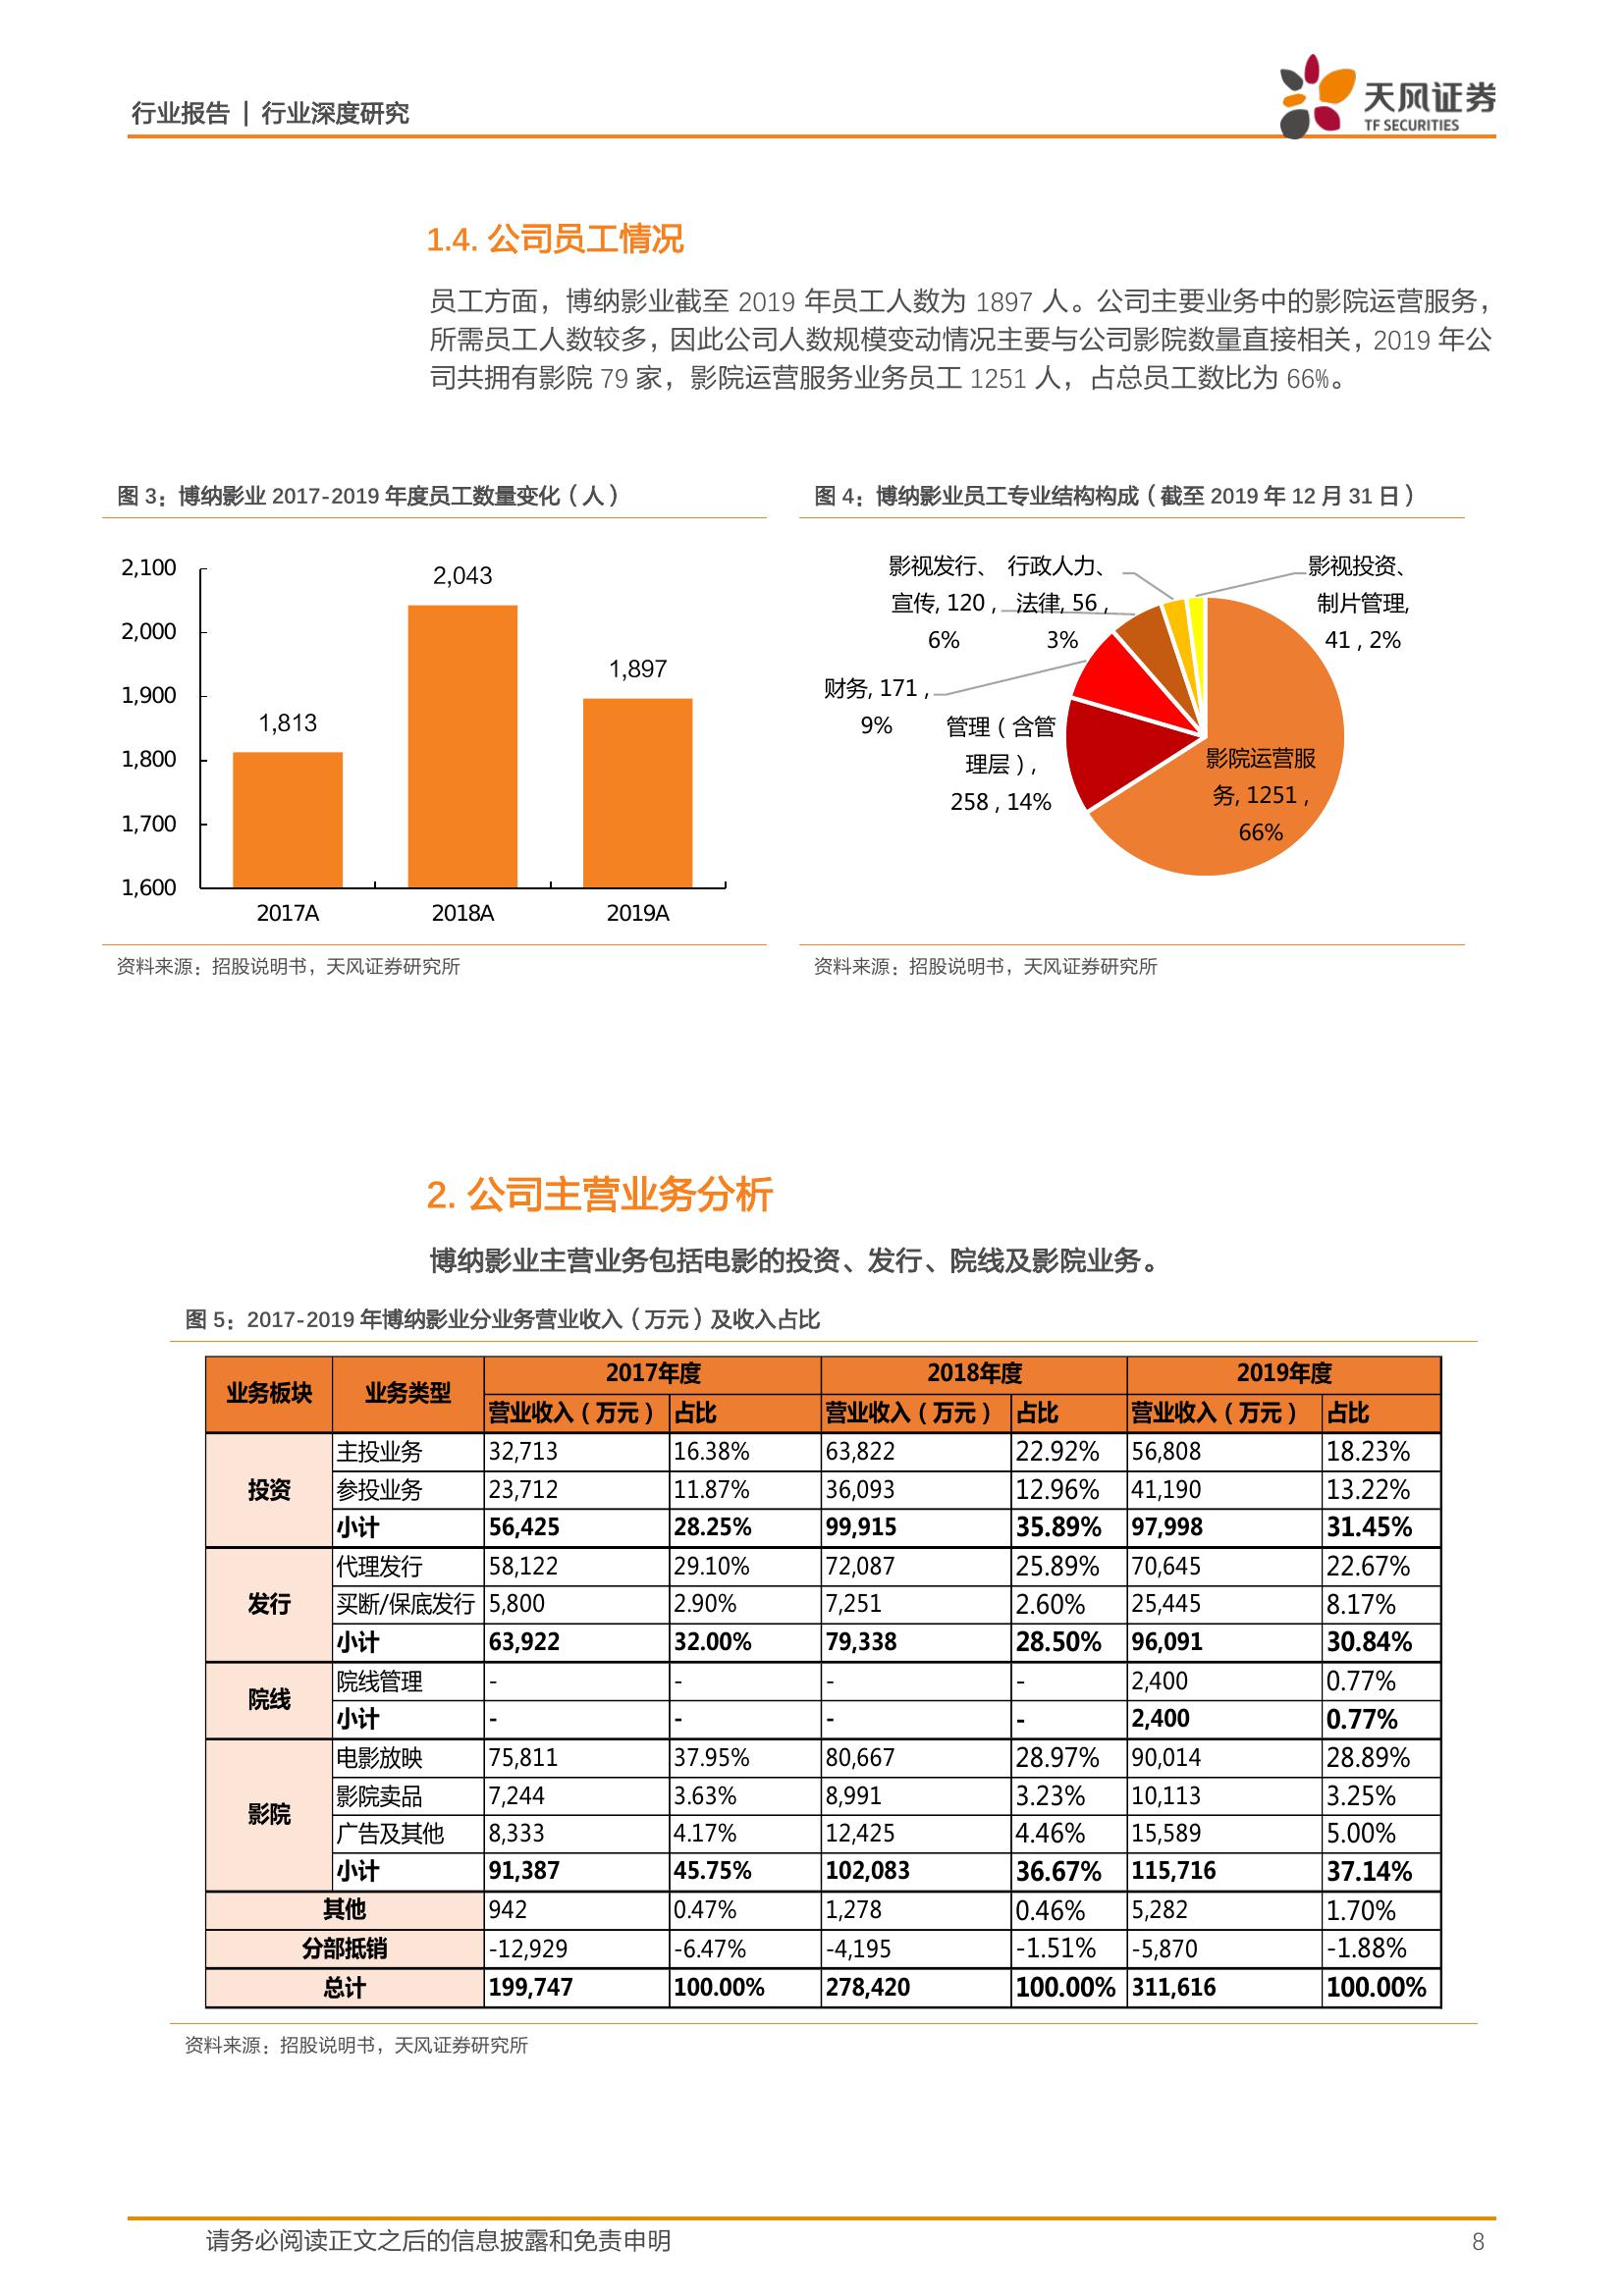 行业报告 | 行业深度研究
天风证券
TF SECURITIES
1.4. 公司员工情况
员工方面，博纳影业截至 2019 年员工人数为 1897 人。公司主要业务中的影院运营服务，
所需员工人数较多，因此公司人数规模变动情况主要与公司影院数量直接相关，2019 年公
司共拥有影院 79 家，影院运营服务业务员工 1251 人，占总员工数比为 66%。
图 3：博纳影业 2017-2019 年度员工数量变化（人）
2,100
2,000
1,900
1,800
1,700
1,600
1,813
2,043
1,897
2017A 2018A 2019A
资料来源：招股说明书，天风证券研究所
图 4：博纳影业员工专业结构构成（截至 2019 年 12 月 31 日）
影视发行、
宣传, 120 ,
6%
行政人力、
法律, 56 ,
3%
影视投资、
制片管理,
41 , 2%
财务, 171 ,
9%
管理（含管
理层）,
258 , 14%
影院运营服
务, 1251 ,
66%
资料来源：招股说明书，天风证券研究所
2. 公司主营业务分析
博纳影业主营业务包括电影的投资、发行、院线及影院业务。
图 5：2017-2019 年博纳影业分业务营业收入（万元）及收入占比
业务板块 业务类型 2017年度 2018年度 2019年度
营业收入（万元） 占比 营业收入（万元） 占比 营业收入（万元） 占比
投资
主投业务 32,713 16.38% 63,822 22.92% 56,808 18.23%
参投业务 23,712 11.87% 36,093 12.96% 41,190 13.22%
小计 56,425 28.25% 99,915 35.89% 97,998 31.45%
发行
代理发行 58,122 29.10% 72,087 25.89% 70,645 22.67%
买断/保底发行 5,800 2.90% 7,251 2.60% 25,445 8.17%
小计 63,922 32.00% 79,338 28.50% 96,091 30.84%
院线
院线管理 - - - - 2,400 0.77%
小计 - - - - 2,400 0.77%
影院
电影放映 75,811 37.95% 80,667 28.97% 90,014 28.89%
影院卖品 7,244 3.63% 8,991 3.23% 10,113 3.25%
广告及其他 8,333 4.17% 12,425 4.46% 15,589 5.00%
小计 91,387 45.75% 102,083 36.67% 115,716 37.14%
其他 942 0.47% 1,278 0.46% 5,282 1.70%
分部抵销 -12,929 -6.47% -4,195 -1.51% -5,870 -1.88%
总计 199,747 100.00% 278,420 100.00% 311,616 100.00%
资料来源：招股说明书，天风证券研究所
请务必阅读正文之后的信息披露和免责申明 8